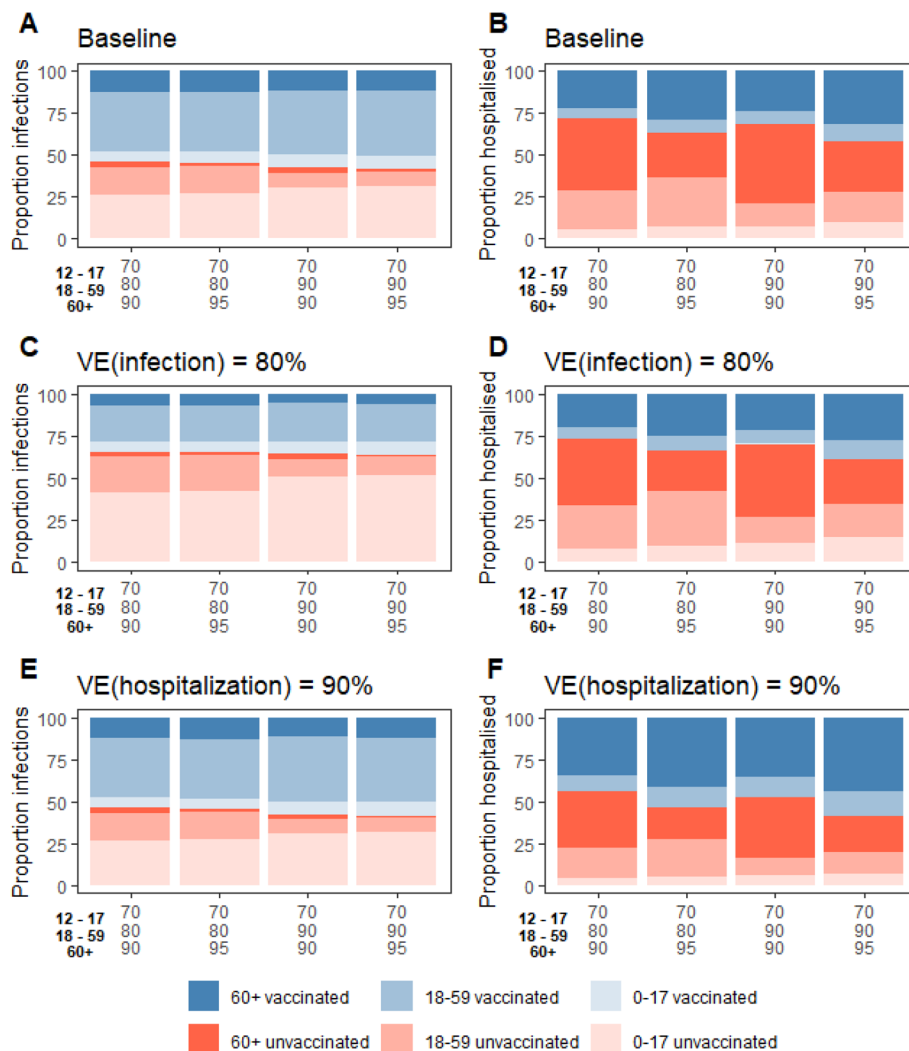 A
Baseline
Proportion infections
100
75
50
25
0
12 - 17 70 70 70 70
18 - 59 80 80 90 90
60+ 90 95 90 95
B
Baseline
Proportion hospitalised
100
75
50
25
0
12 - 17 70 70 70 70
18 - 59 80 80 90 90
60+ 90 95 90 95
C
VE(infection) = 80%
Proportion infections
100
75
50
25
0
12 - 17 70 70 70 70
18 - 59 80 80 90 90
60+ 90 95 90 95
D
VE(infection) = 80%
Proportion hospitalised
100
75
50
25
0
12 - 17 70 70 70 70
18 - 59 80 80 90 90
60+ 90 95 90 95
E
VE(hospitalization) = 90%
Proportion infections
100
75
50
25
0
12 - 17 70 70 70 70
18 - 59 80 80 90 90
60+ 90 95 90 95
F
VE(hospitalization) = 90%
Proportion hospitalised
100
75
50
25
0
12 - 17 70 70 70 70
18 - 59 80 80 90 90
60+ 90 95 90 95
60+ vaccinated 18-59 vaccinated 0-17 vaccinated
60+ unvaccinated 18-59 unvaccinated 0-17 unvaccinated